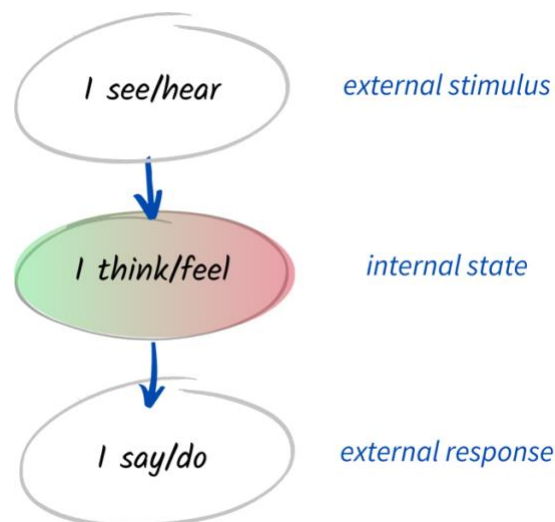 I see/hear
external stimulus
I think/feel
internal state
I say/do
external response